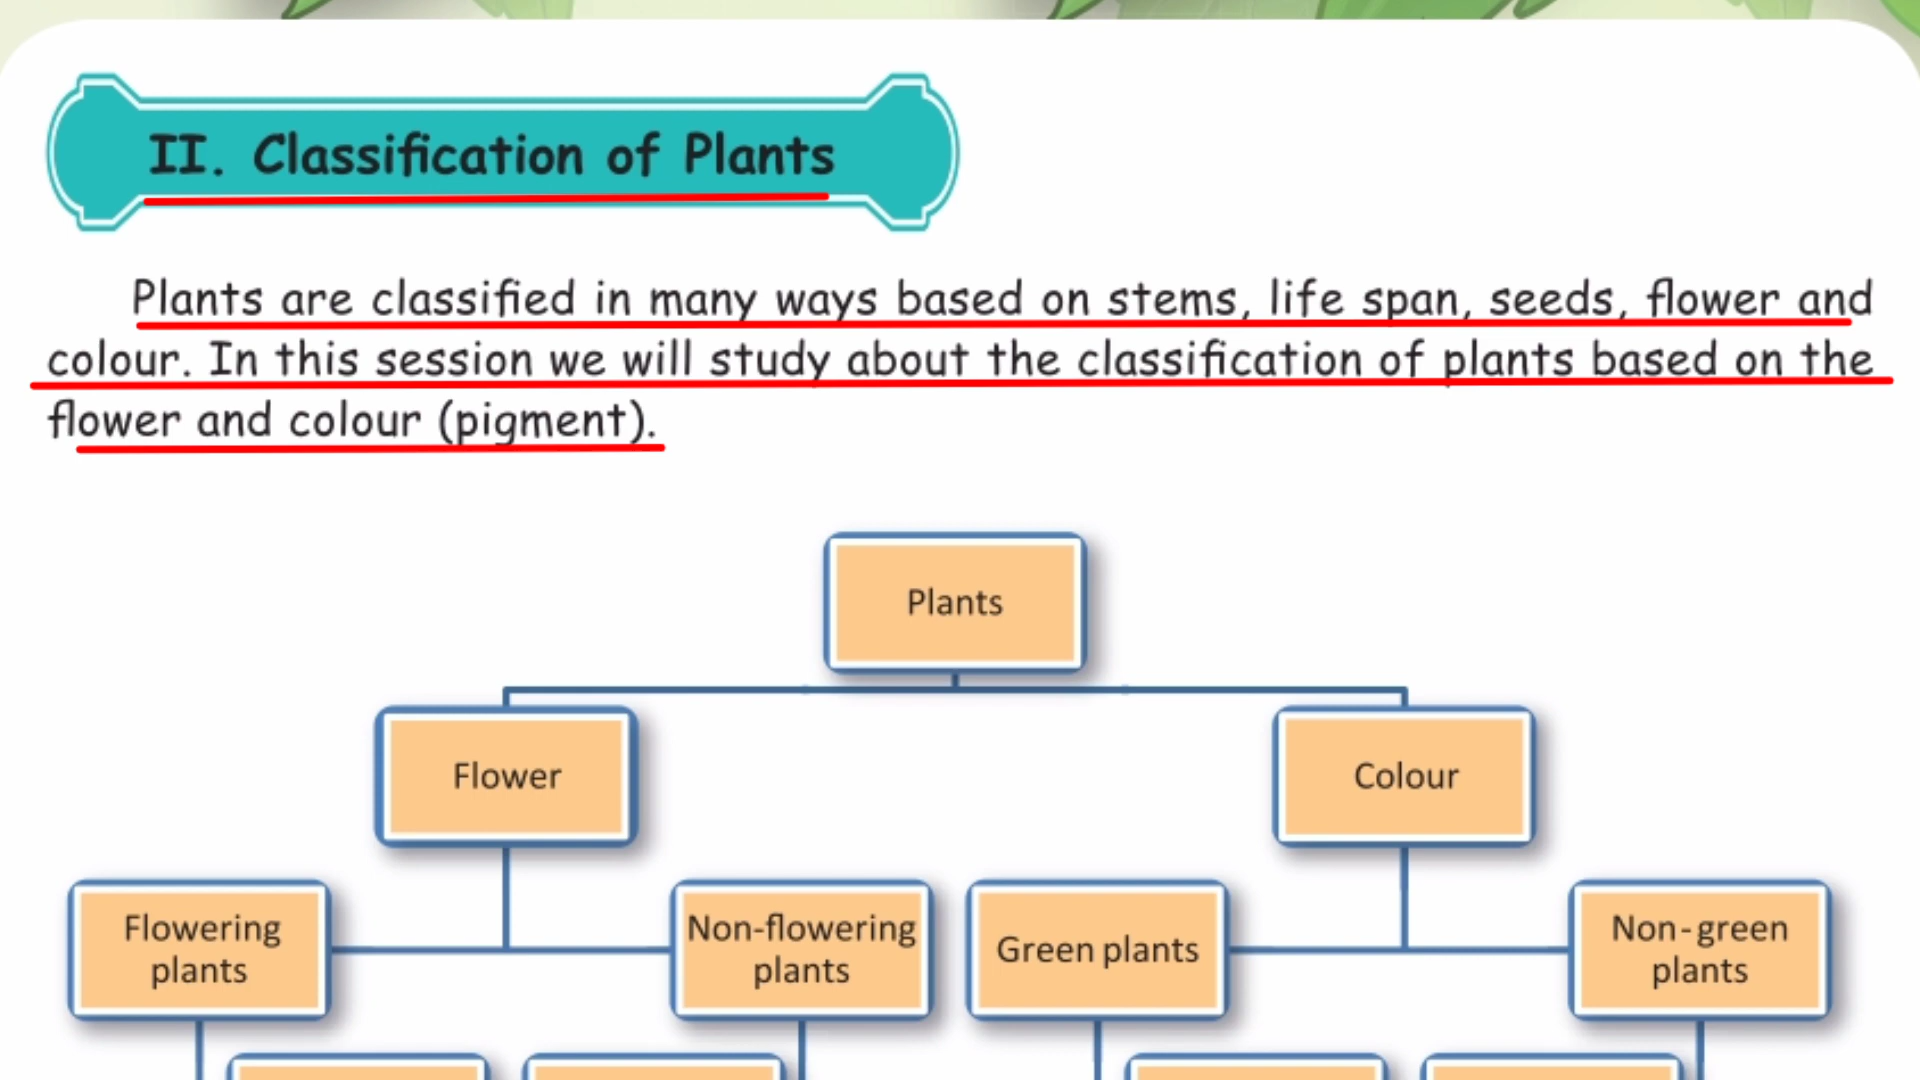 II. Classification of Plants
Plants are classified in many ways based on stems, life span, seeds, flower and
colour. In this session we will study about the classification of plants based on the
flower and colour (pigment).
Plants
Flower
Colour
Flowering
plants
Non-flowering
plants
Green plants
Non-green
plants